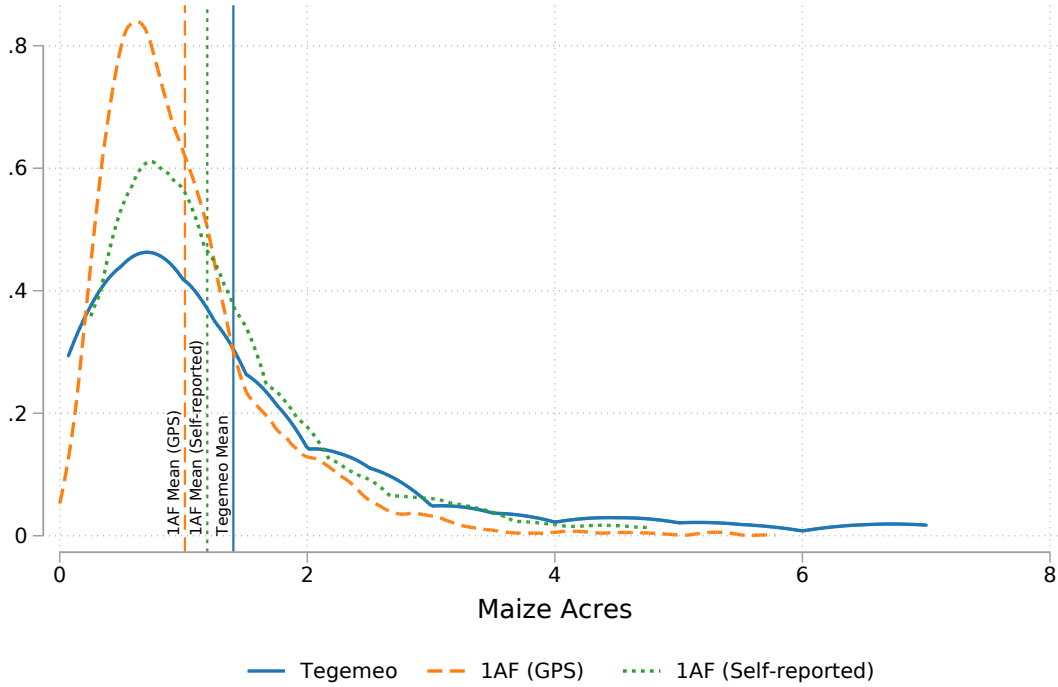 .8
.6
.4
.2
0
1AF Mean (GPS)
1AF Mean (Self-reported)
Tegemeo Mean
0 2 4 6 8
Maize Acres
Tegemeo 1AF (GPS) 1AF (Self-reported)